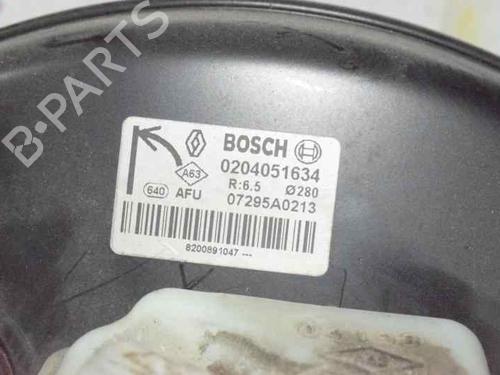 B-PARTS
BOSCH
A63
0204051634
R:6.5 Ø280
640 AFU 07295A0213
8200891047 ---